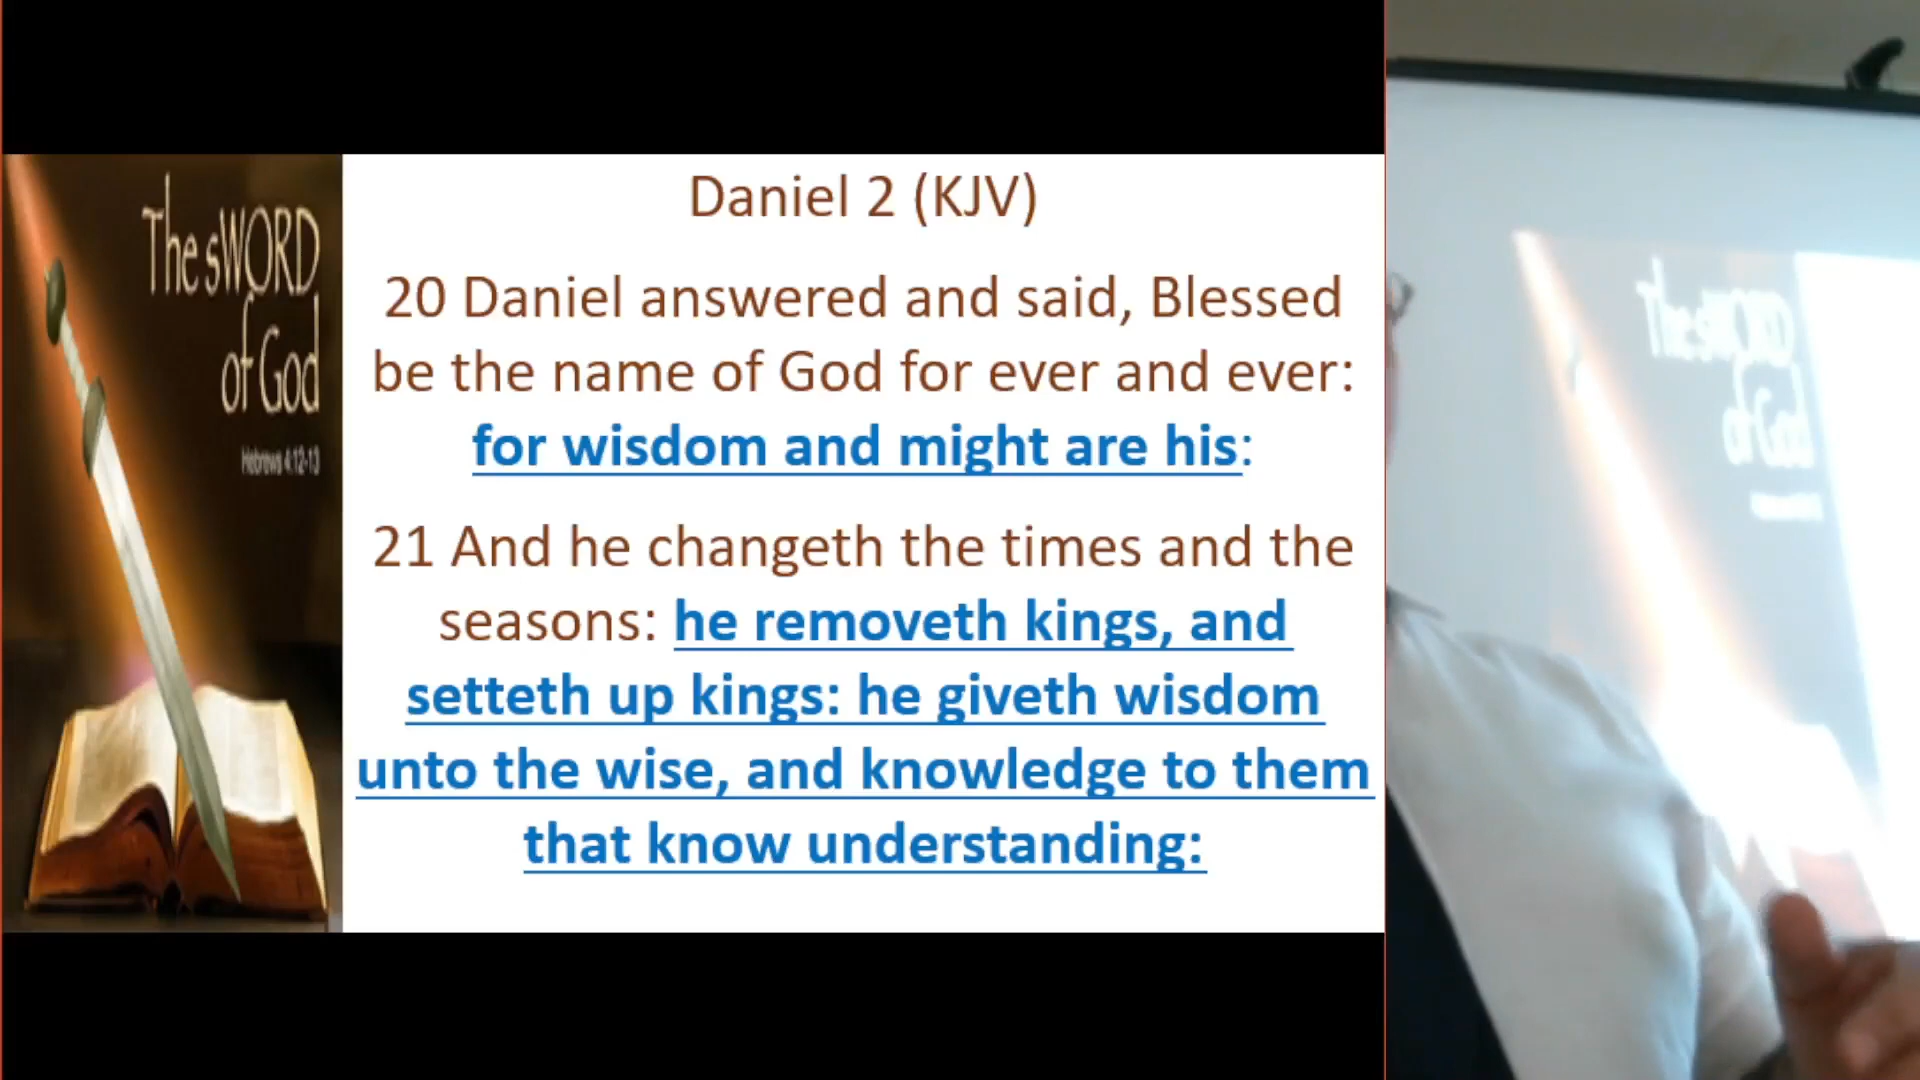 The sWORD
of God
Hebrews 4:12-13
Daniel 2 (KJV)
20 Daniel answered and said, Blessed
be the name of God for ever and ever:
for wisdom and might are his:
21 And he changeth the times and the
seasons: he removeth kings, and
setteth up kings: he giveth wisdom
unto the wise, and knowledge to them
that know understanding:
The sWORD
of God